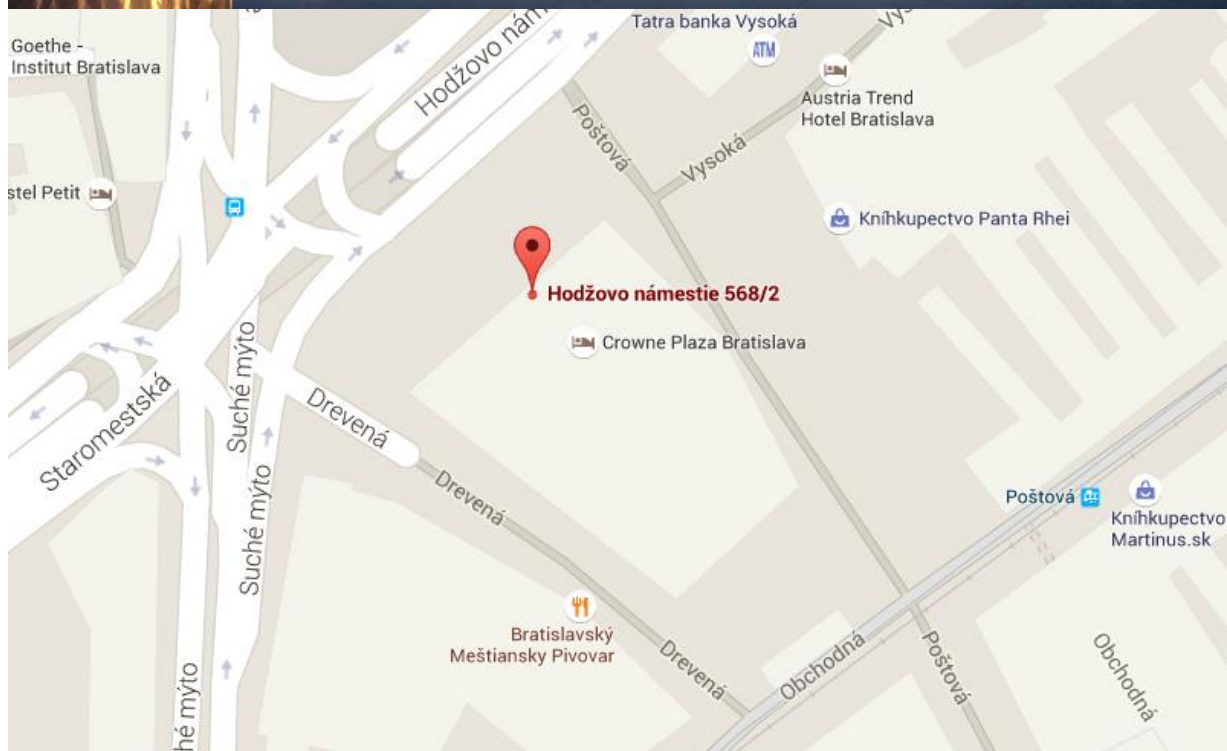 Tatra banka Vysoká
ATM
Goethe -
Institut Bratislava
Hodžovo nám
Austria Trend
Hotel Bratislava
Poštová
Vysoká
stel Petit
Kníhkupectvo Panta Rhei
Hodžovo námestie 568/2
Crowne Plaza Bratislava
Suché mýto
Drevená
Staromestská
Drevená
Suché mýto
Poštová
Kníhkupectvo
Martinus.sk
Bratislavský
Meštiansky Pivovar
Drevená
Obchodná
Poštová
Obchodná
hé mýto